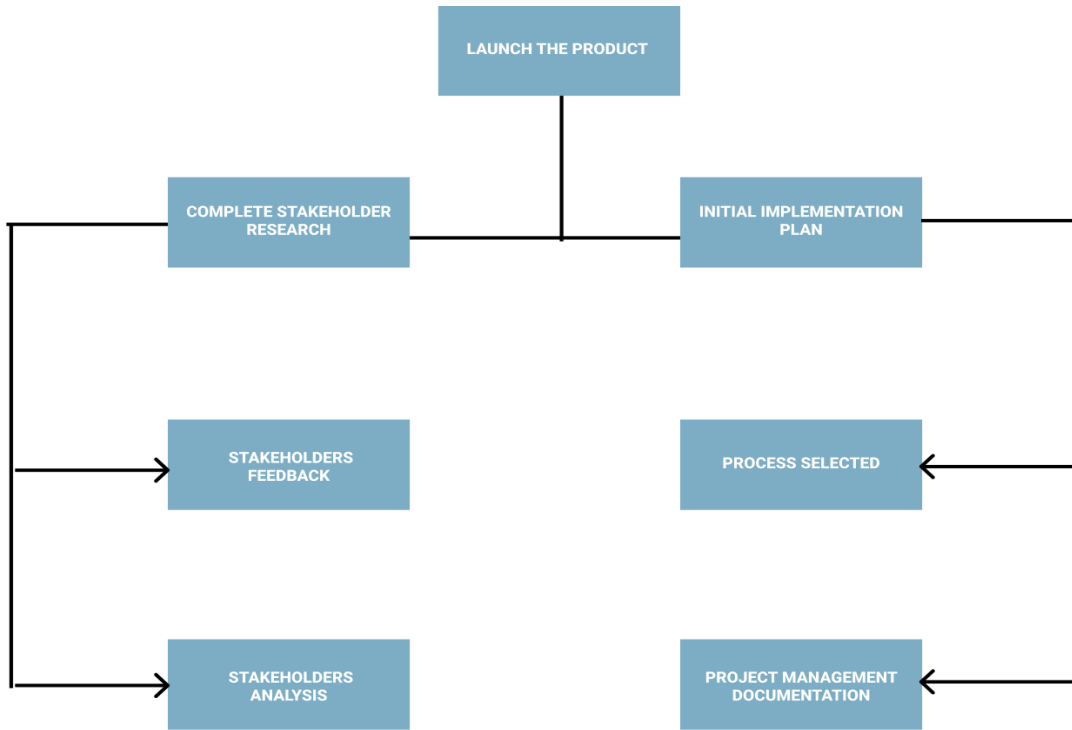 LAUNCH THE PRODUCT
COMPLETE STAKEHOLDER
RESEARCH
INITIAL IMPLEMENTATION
PLAN
STAKEHOLDERS
FEEDBACK
PROCESS SELECTED
STAKEHOLDERS
ANALYSIS
PROJECT MANAGEMENT
DOCUMENTATION